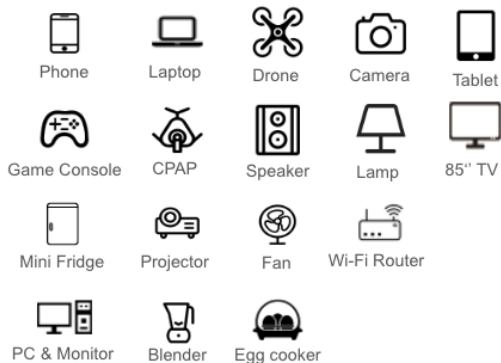 Phone
Laptop
Drone
Camera
Tablet
Game Console
CPAP
Speaker
Lamp
85‘’ TV
Mini Fridge
Projector
Fan
Wi-Fi Router
PC & Monitor
Blender
Egg cooker